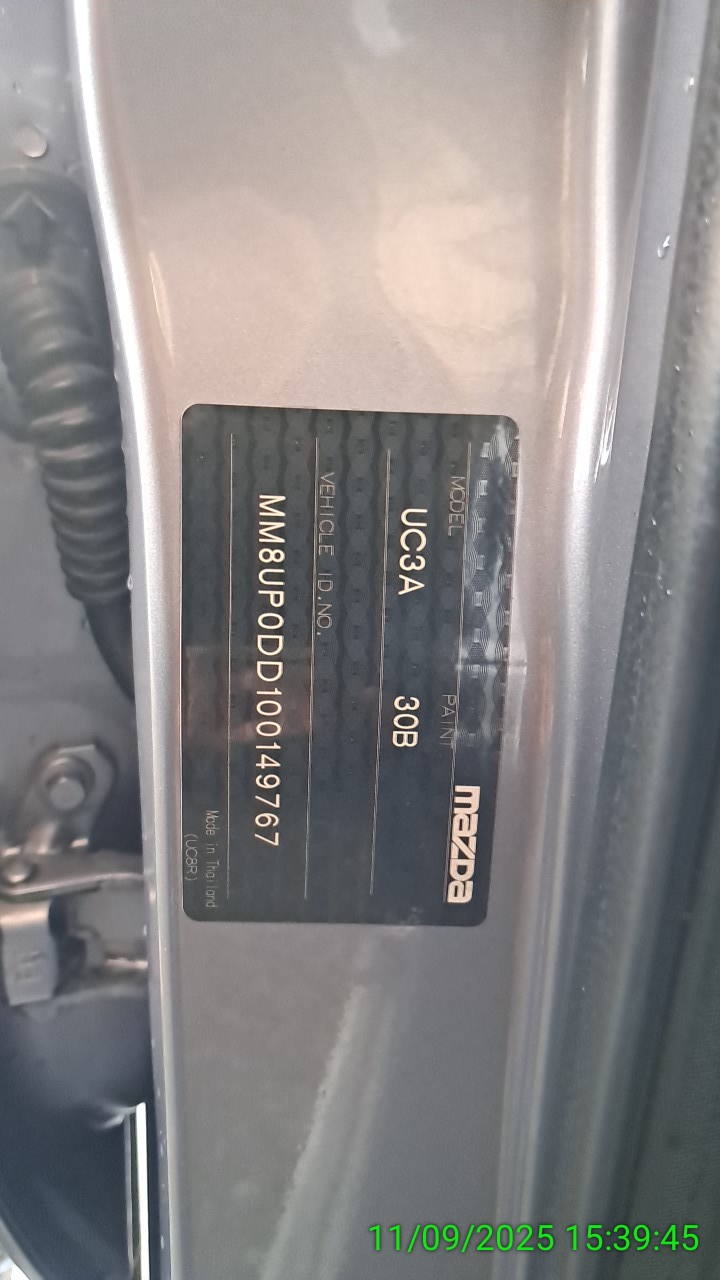 mazda
MODEL PAINT
UC3A 30B
VEHICLE ID.NO.
MM8UP0DD100149767
Made in Thailand
(UC8R)
11/09/2025 15:39:45